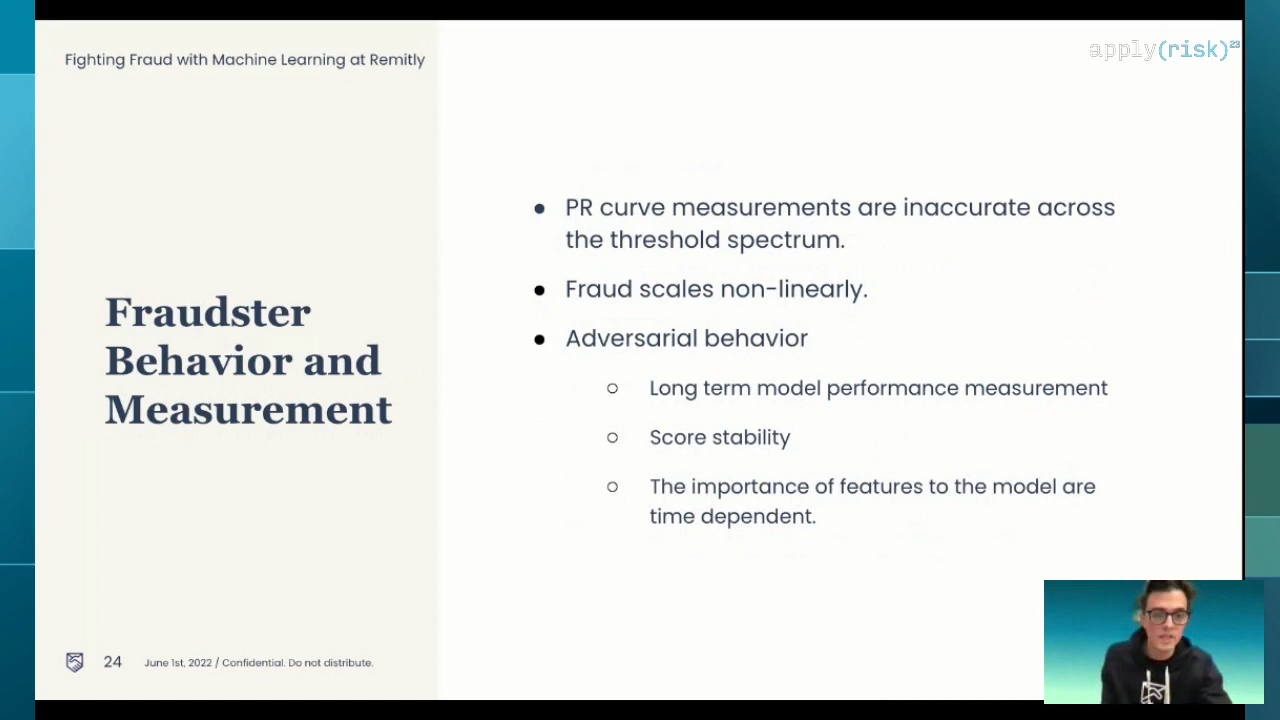 Fighting Fraud with Machine Learning at Remitly
apply(risk)²³
Fraudster
Behavior and
Measurement
● PR curve measurements are inaccurate across
the threshold spectrum.
● Fraud scales non-linearly.
● Adversarial behavior
○ Long term model performance measurement
○ Score stability
○ The importance of features to the model are
time dependent.
24 June 1st, 2022 / Confidential. Do not distribute.